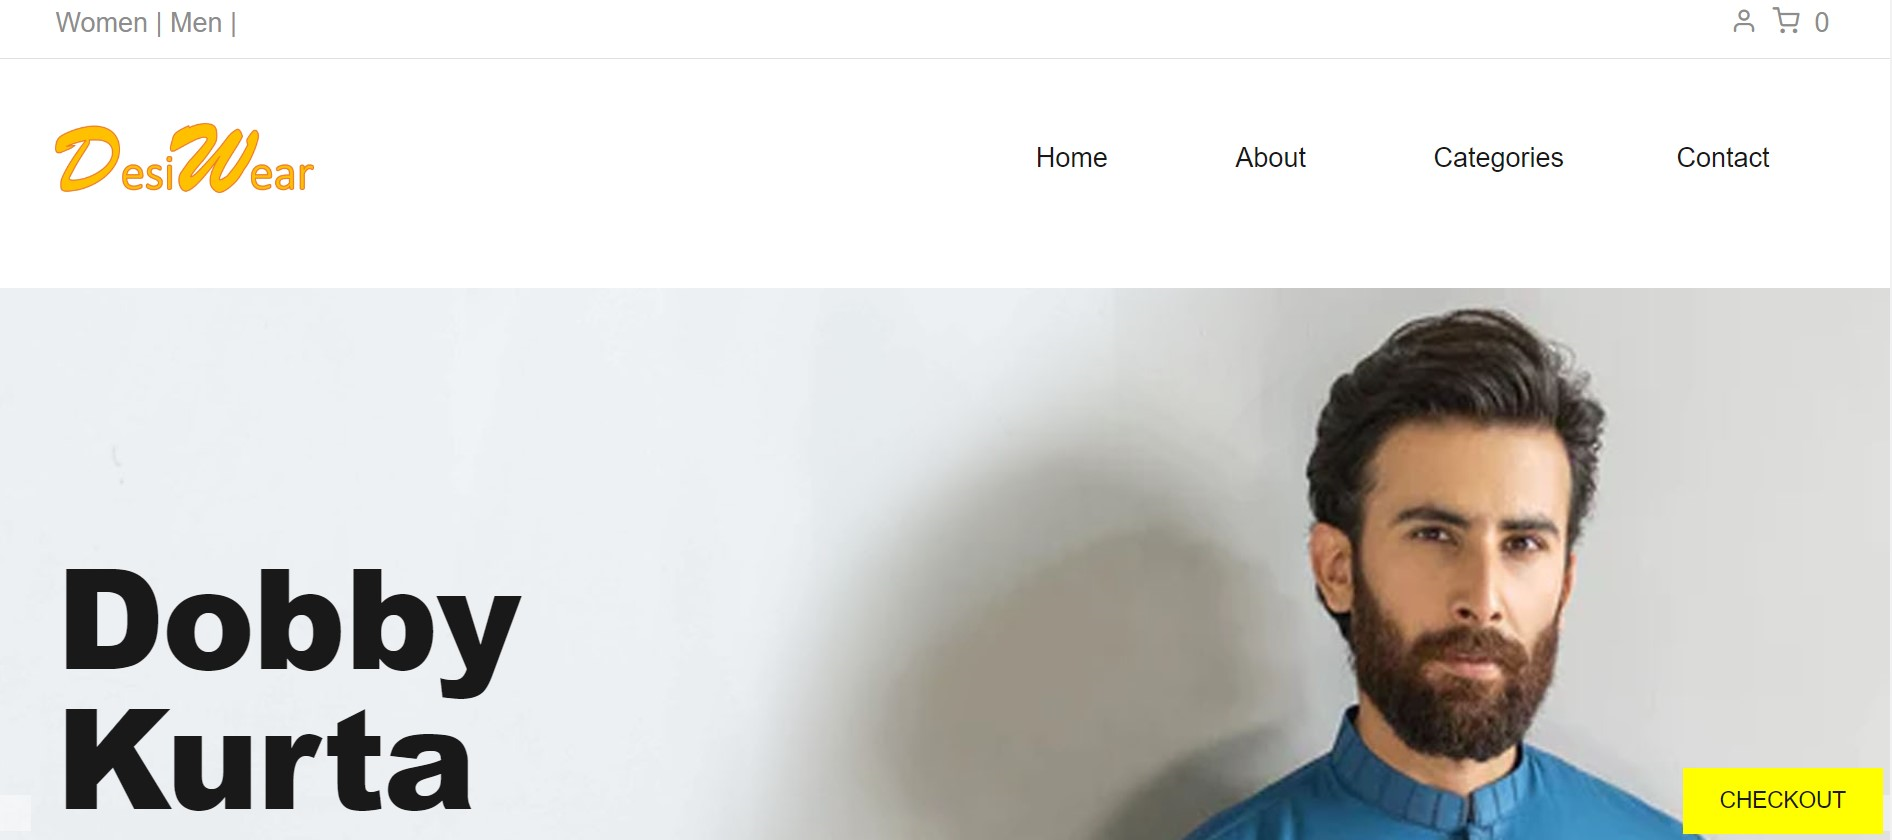 Women | Men |
0
DesiWear
Home About Categories Contact
Dobby
Kurta
CHECKOUT